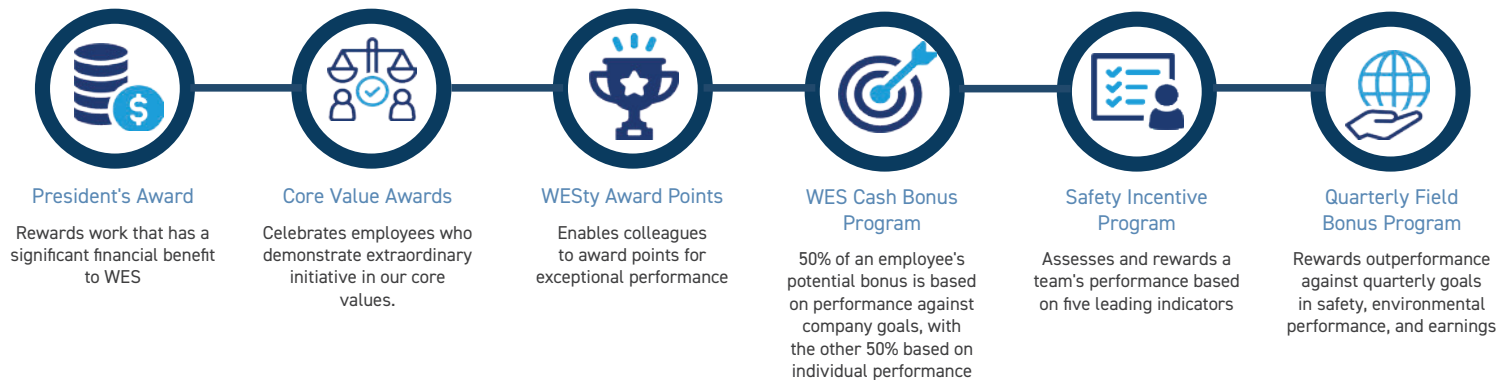 $
President's Award
Rewards work that has a
significant financial benefit
to WES
Core Value Awards
Celebrates employees who
demonstrate extraordinary
initiative in our core
values.
WESty Award Points
Enables colleagues
to award points for
exceptional performance
WES Cash Bonus
Program
50% of an employee's
potential bonus is based
on performance against
company goals, with
the other 50% based on
individual performance
Safety Incentive
Program
Assesses and rewards a
team's performance based
on five leading indicators
Quarterly Field
Bonus Program
Rewards outperformance
against quarterly goals
in safety, environmental
performance, and earnings